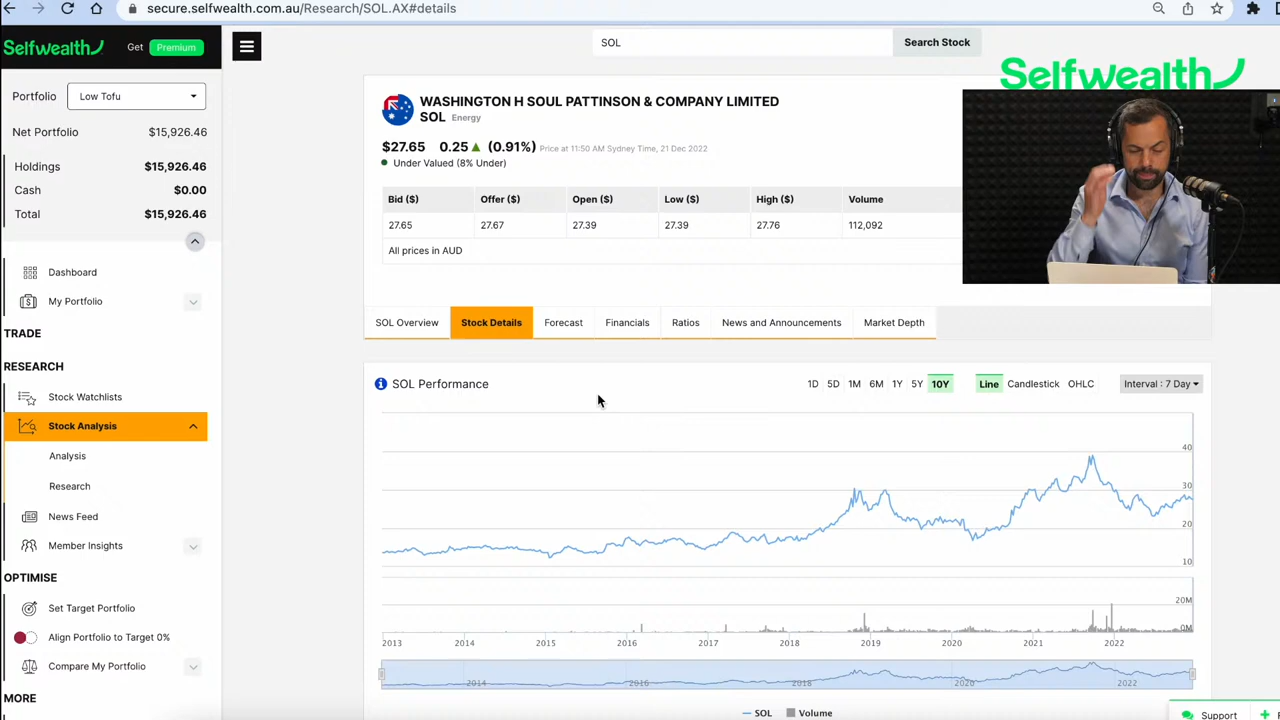 secure.selfwealth.com.au/Research/SOL.AX#details
Selfwealth
Get Premium
SOL
Search Stock
Selfwealth
Portfolio
Low Tofu
Net Portfolio $15,926.46
Holdings $15,926.46
Cash $0.00
Total $15,926.46
WASHINGTON H SOUL PATTINSON & COMPANY LIMITED
SOL Energy
$27.65 0.25 (0.91%) Price at 11:50 AM Sydney Time, 21 Dec 2022
Under Valued (8% Under)
Bid ($) Offer ($) Open ($) Low ($) High ($) Volume
27.65 27.67 27.39 27.39 27.76 112,092
All prices in AUD
Dashboard
My Portfolio
TRADE
RESEARCH
Stock Watchlists
Stock Analysis
Analysis
Research
News Feed
Member Insights
OPTIMISE
Set Target Portfolio
Align Portfolio to Target 0%
Compare My Portfolio
MORE
SOL Overview Stock Details Forecast Financials Ratios News and Announcements Market Depth
SOL Performance
1D 5D 1M 6M 1Y 5Y 10Y Line Candlestick OHLC Interval : 7 Day
40
30
20
10
20M
0M
2013 2014 2015 2016 2017 2018 2019 2020 2021 2022
2014 2016 2018 2020 2022
SOL Volume
Support